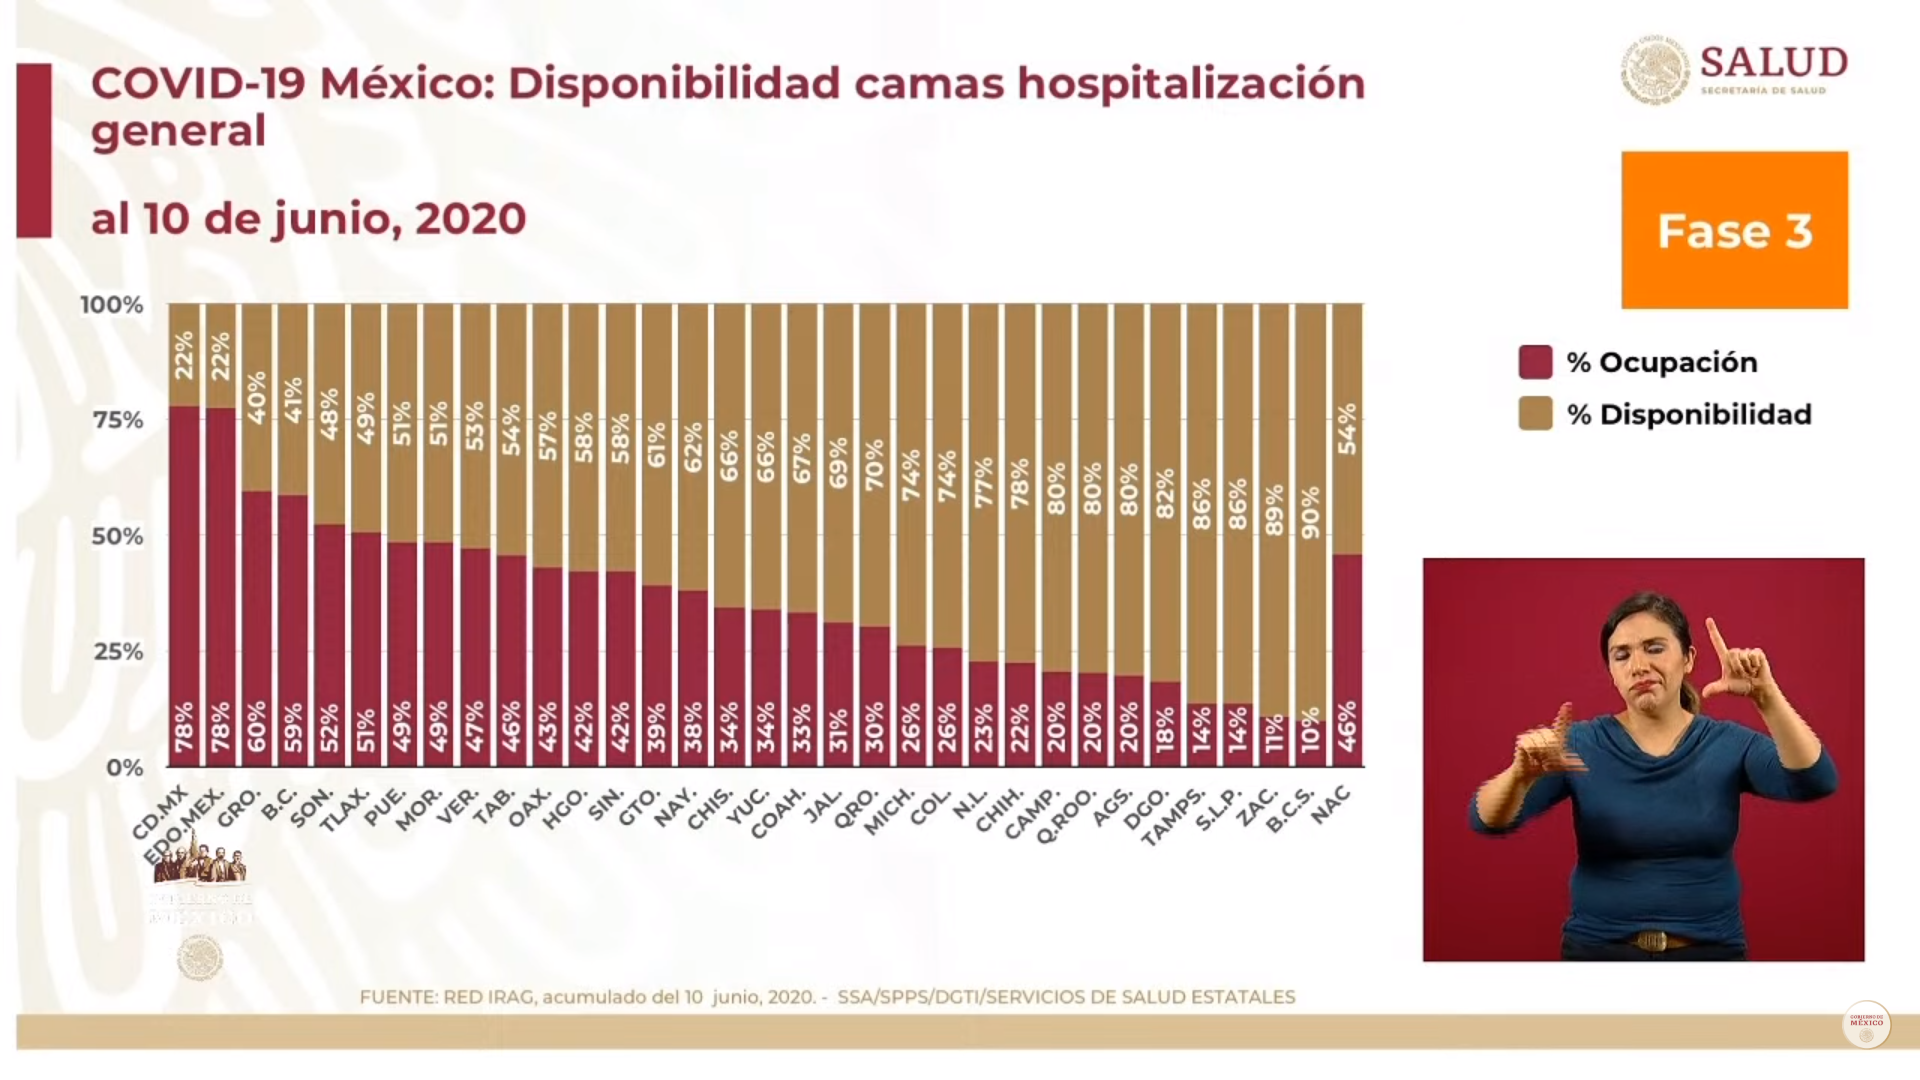 COVID-19 México: Disponibilidad camas hospitalización
general
al 10 de junio, 2020
SALUD
SECRETARÍA DE SALUD
Fase 3
% Ocupación
% Disponibilidad
100%
75%
50%
25%
0%
22% 22% 40% 41% 48% 49% 51% 51% 53% 54% 57% 58% 58% 61% 62% 66% 66% 67% 69% 70% 74% 74% 77% 78% 80% 80% 80% 82% 86% 86% 89% 90% 54%
78% 78% 60% 59% 52% 51% 49% 49% 47% 46% 43% 42% 42% 39% 38% 34% 34% 33% 31% 30% 26% 26% 23% 22% 20% 20% 20% 18% 14% 14% 11% 10% 46%
CD.MX EDO.MEX. GRO. B.C. SON. TLAX. PUE. MOR. VER. TAB. OAX. HGO. SIN. GTO. NAY. CHIS. YUC. COAH. JAL. QRO. MICH. COL. N.L. CHIH. CAMP. Q.ROO. AGS. DGO. TAMPS. S.L.P. ZAC. B.C.S. NAC
MÉXICO
FUENTE: RED IRAG, acumulado del 10 junio, 2020. - SSA/SPPS/DGTI/SERVICIOS DE SALUD ESTATALES
GOBIERNO DE
MÉXICO